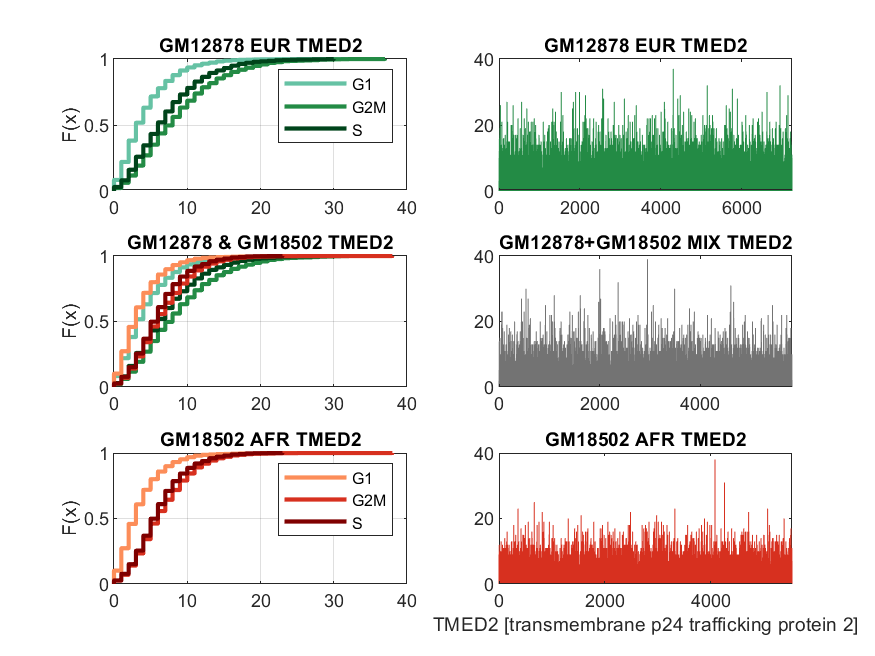 GM12878 EUR TMED2
1
0.5
0
F(x)
0 10 20 30 40
G1
G2M
S
GM12878 EUR TMED2
40
20
0
0 2000 4000 6000
GM12878 & GM18502 TMED2
1
0.5
0
F(x)
0 10 20 30 40
GM12878+GM18502 MIX TMED2
40
20
0
0 2000 4000
GM18502 AFR TMED2
1
0.5
0
F(x)
0 10 20 30 40
G1
G2M
S
GM18502 AFR TMED2
40
20
0
0 2000 4000
TMED2 [transmembrane p24 trafficking protein 2]